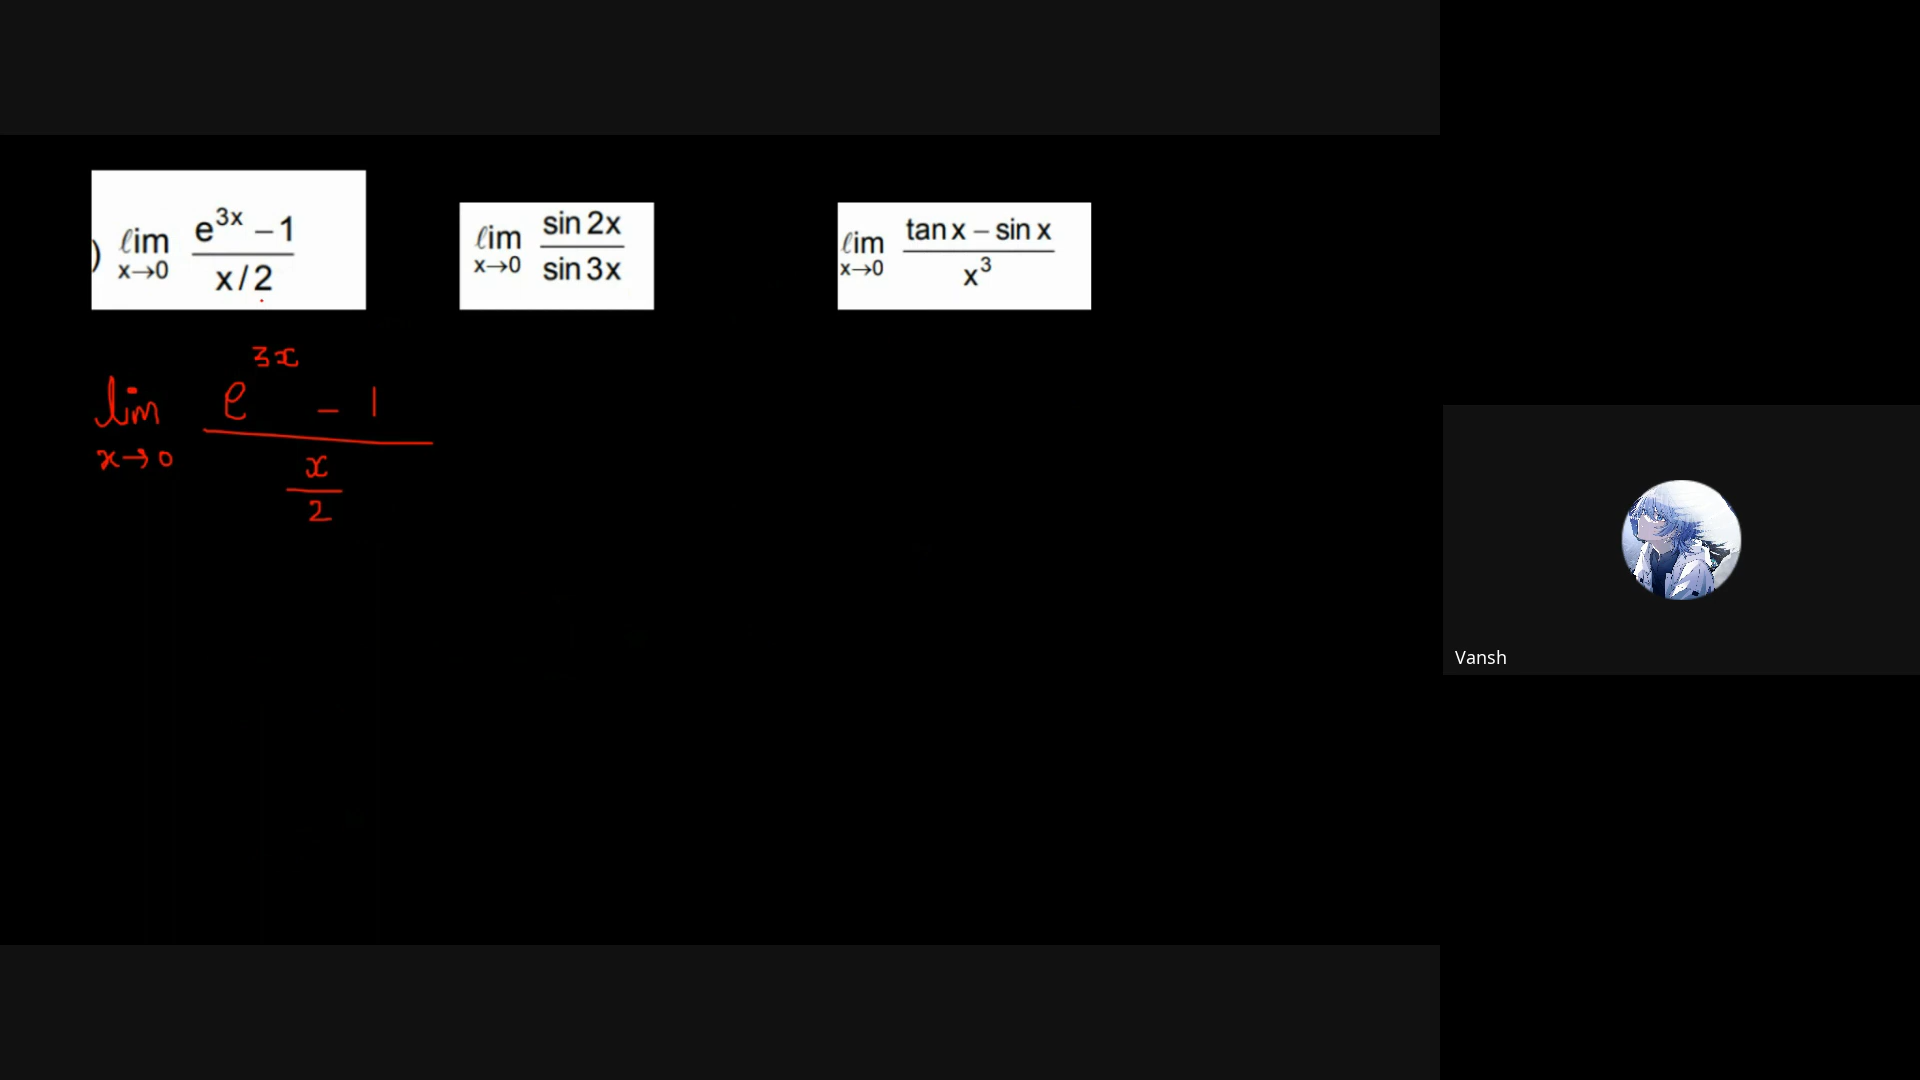 ) ℓim x→0 e^{3x} – 1 / x/2
ℓim x→0 sin 2x / sin 3x
ℓim x→0 tan x – sin x / x^3
lim x→0 e^{3x} – 1 / x/2
Vansh